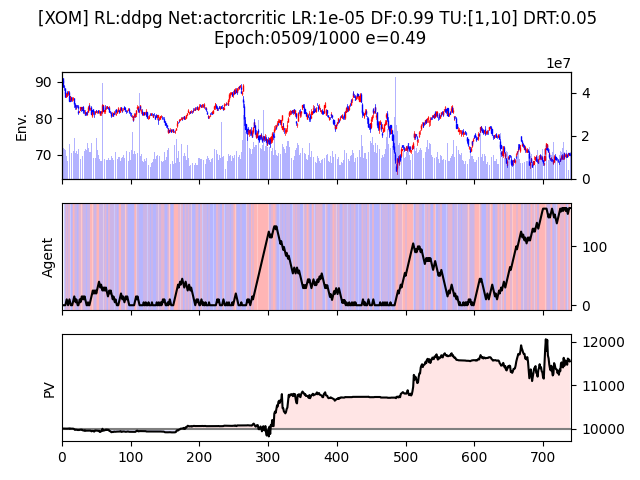 [XOM] RL:ddpg Net:actorcritic LR:1e-05 DF:0.99 TU:[1,10] DRT:0.05
Epoch:0509/1000 e=0.49
1e7
90
80
70
Env.
4
2
0
Agent
100
0
PV
12000
11000
10000
0 100 200 300 400 500 600 700